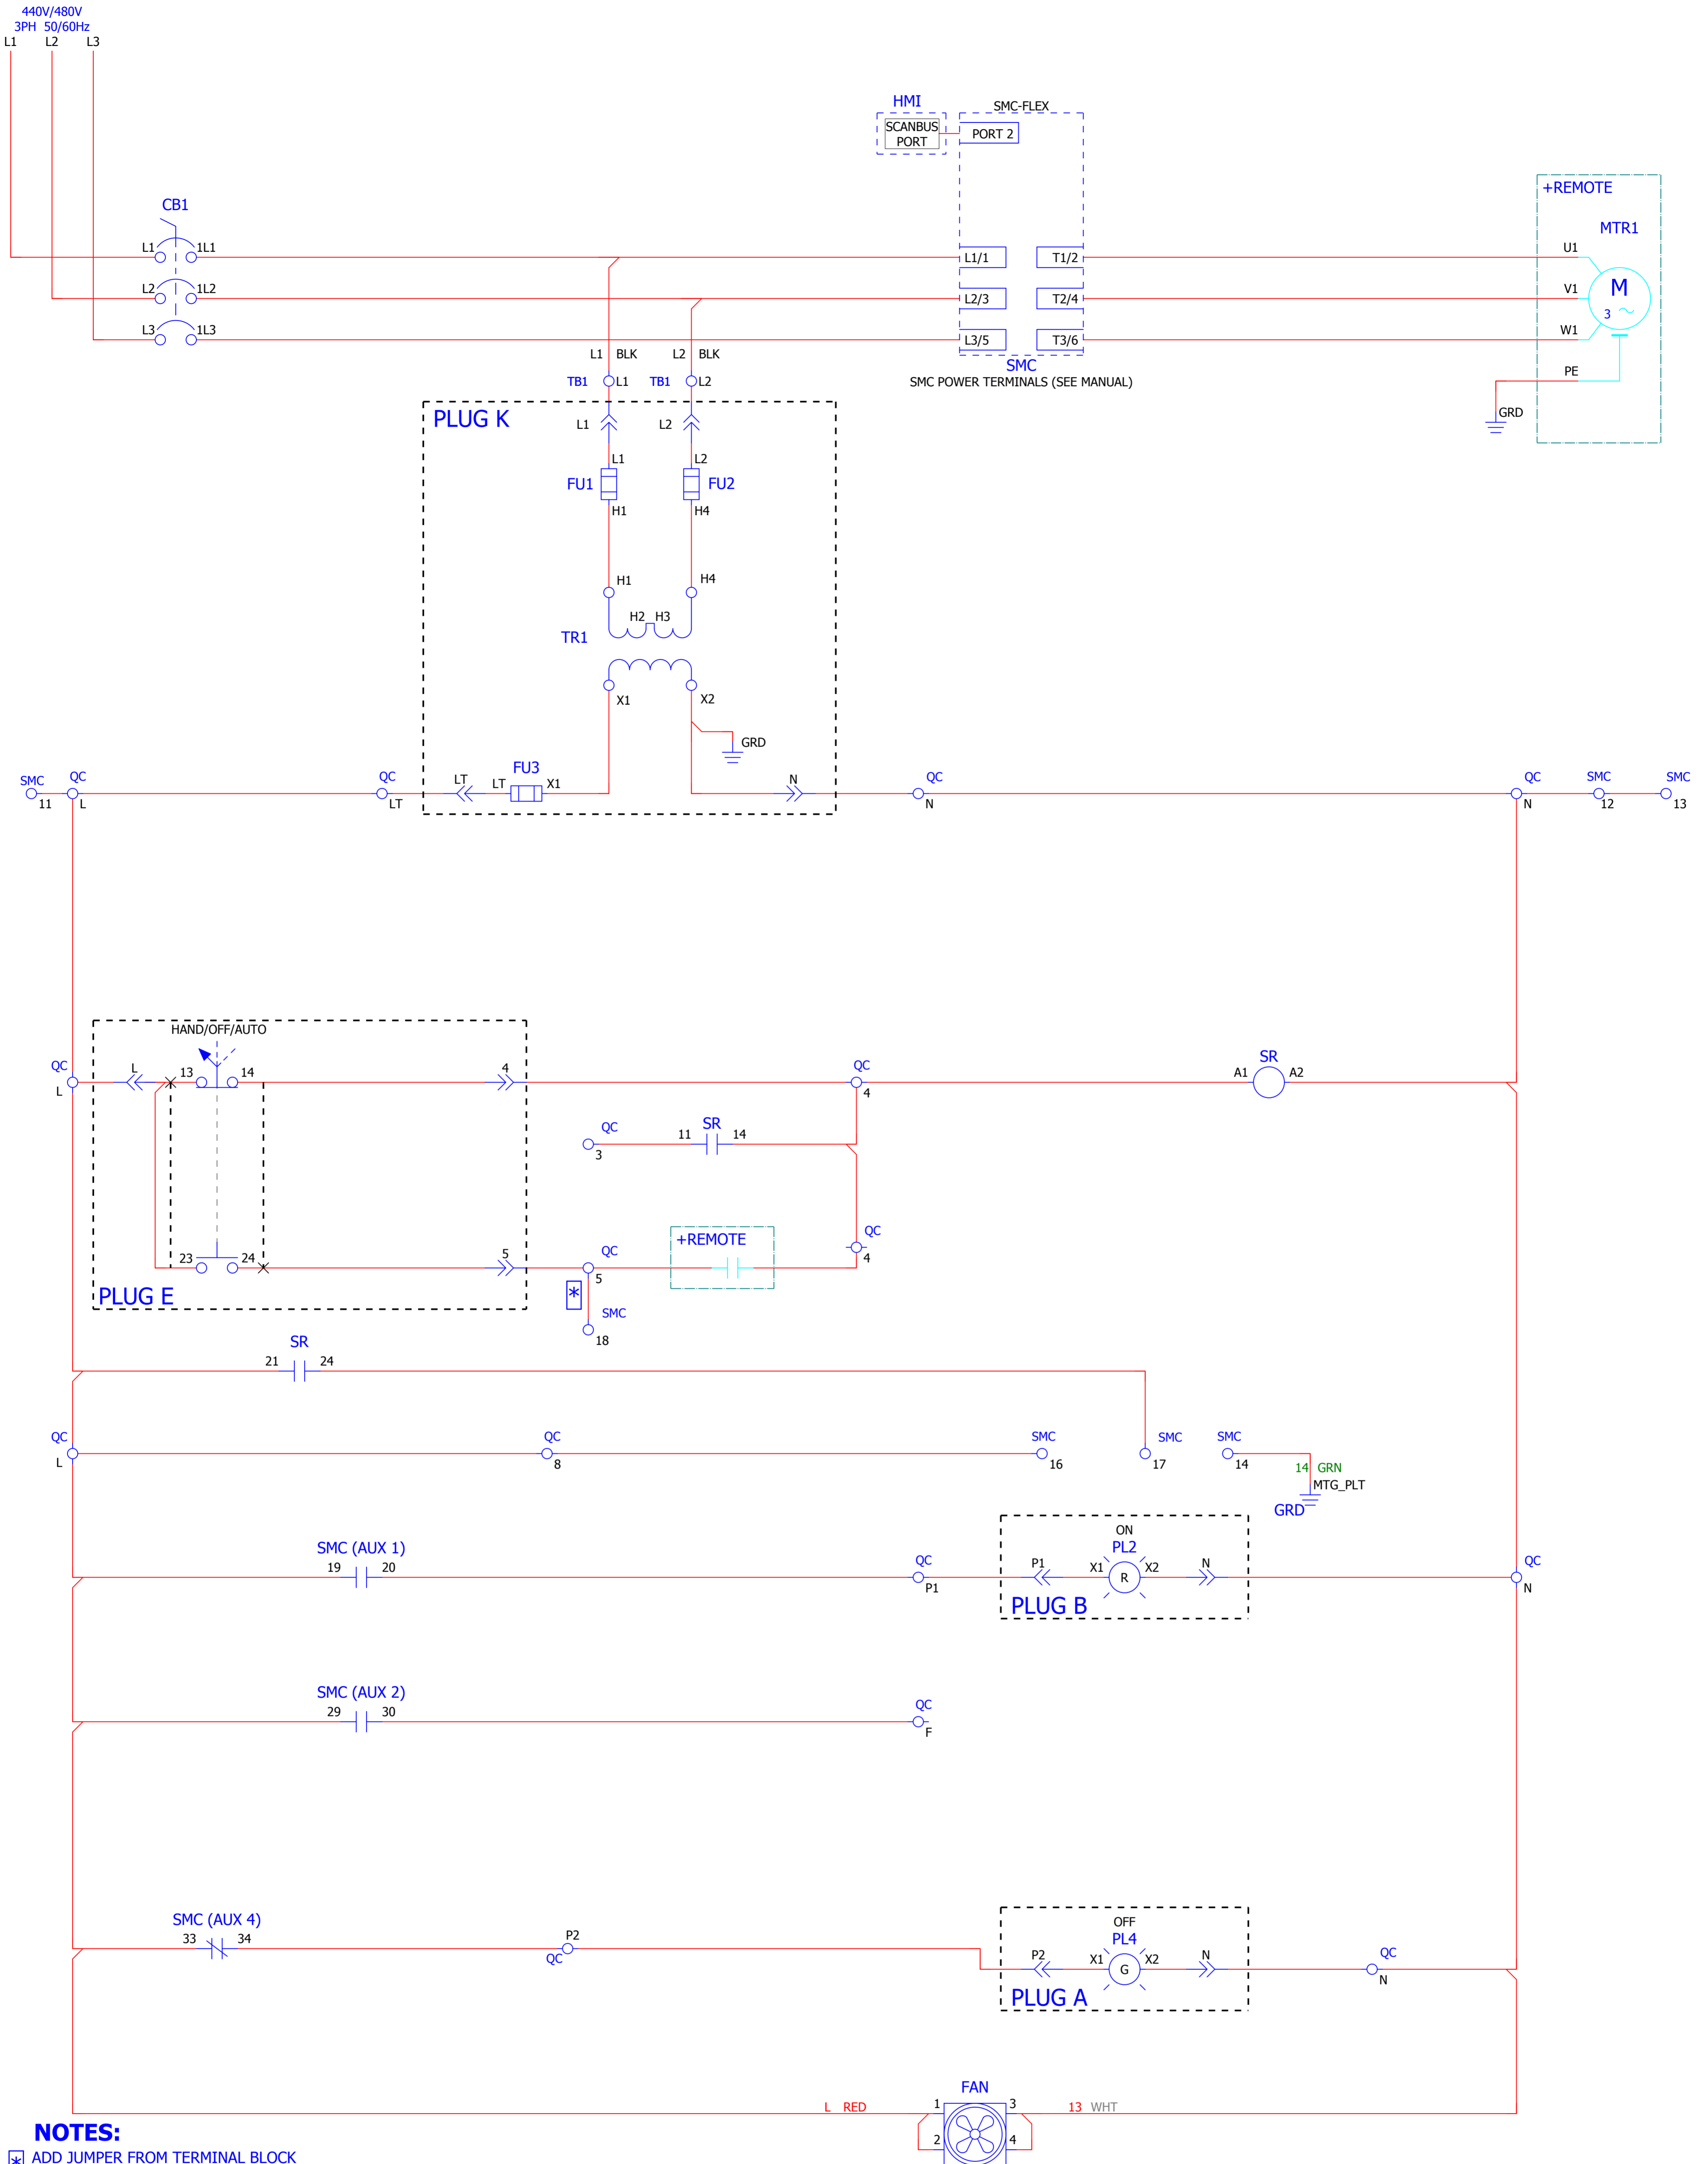 440V/480V
3PH 50/60Hz
L1 L2 L3
HMI
SMC-FLEX
SCANBUS
PORT
PORT 2
+REMOTE
CB1
MTR1
L1 1L1
L1/1 T1/2
U1
L2 1L2
L2/3 T2/4
V1
M
3
L3 1L3
L3/5 T3/6
W1
L1 BLK L2 BLK
SMC
SMC POWER TERMINALS (SEE MANUAL)
PE
TB1 L1 TB1 L2
GRD
PLUG K
L1 L2
L1 L2
FU1 FU2
H1 H4
H1 H4
H2 H3
TR1
X1 X2
GRD
FU3
SMC QC QC LT LT X1 N QC QC SMC SMC
11 L LT N N 12 13
HAND/OFF/AUTO
QC L 13 14 4 QC SR
A1 A2
L 4
QC SR
11 14
3
QC
+REMOTE
23 24 5 QC
5 4
*
PLUG E
SMC
18
SR
21 24
QC QC SMC SMC SMC
L 8 16 17 14
14 GRN
MTG_PLT
GRD
ON
SMC (AUX 1) PL2
19 20 QC P1 X1 R X2 N QC
P1 N
PLUG B
SMC (AUX 2)
29 30 QC
F
OFF
SMC (AUX 4) PL4
33 34 P2
QC
P2 X1 G X2 N QC
N
PLUG A
FAN
L RED 1 3 13 WHT
2 4
NOTES:
* ADD JUMPER FROM TERMINAL BLOCK